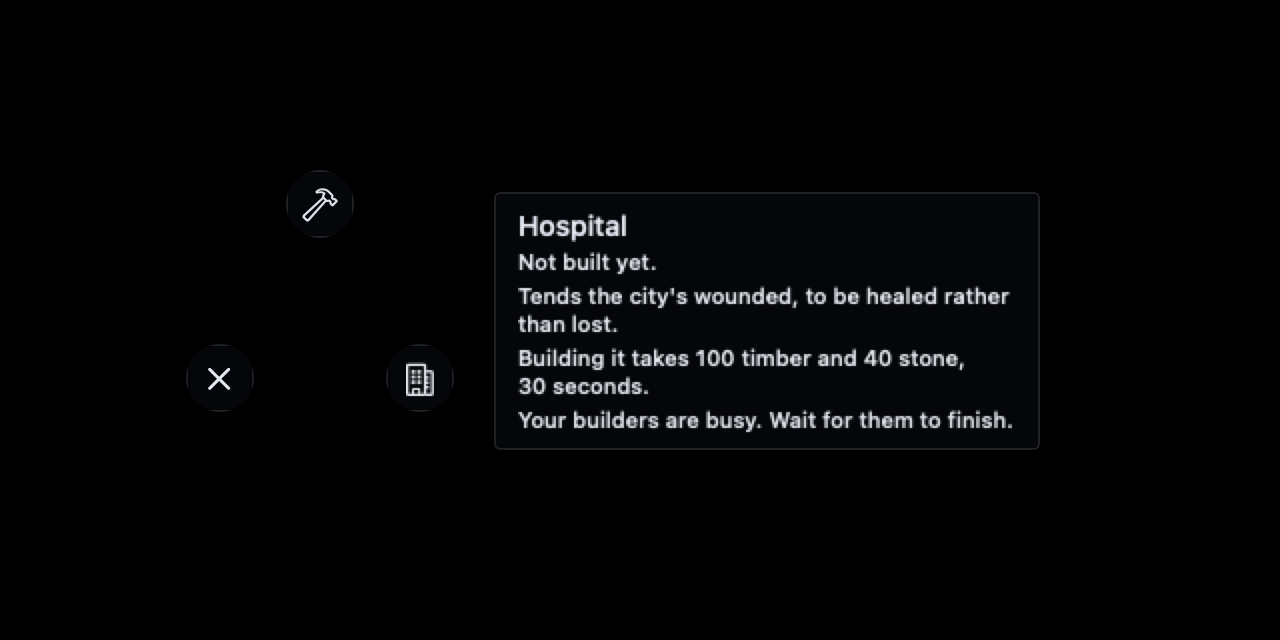 Hospital
Not built yet.
Tends the city's wounded, to be healed rather
than lost.
Building it takes 100 timber and 40 stone,
30 seconds.
Your builders are busy. Wait for them to finish.